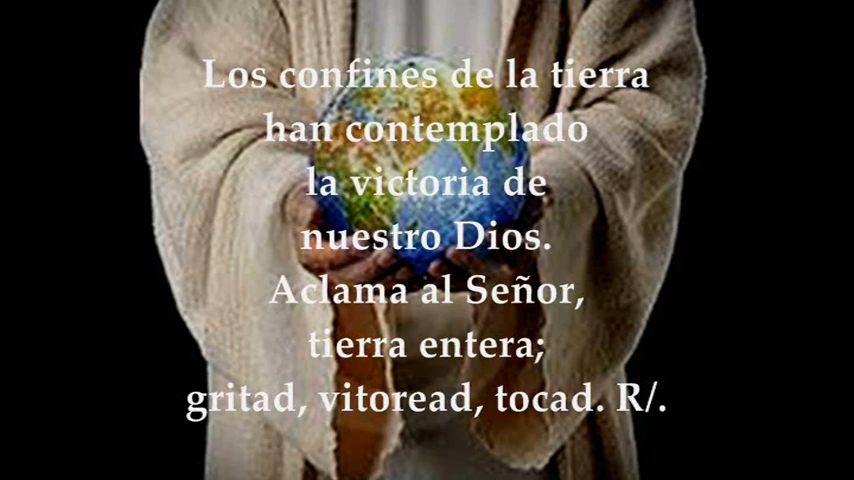 Los confines de la tierra
han contemplado
la victoria de
nuestro Dios.
Aclama al Señor,
tierra entera;
gritad, vitoread, tocad. R/.